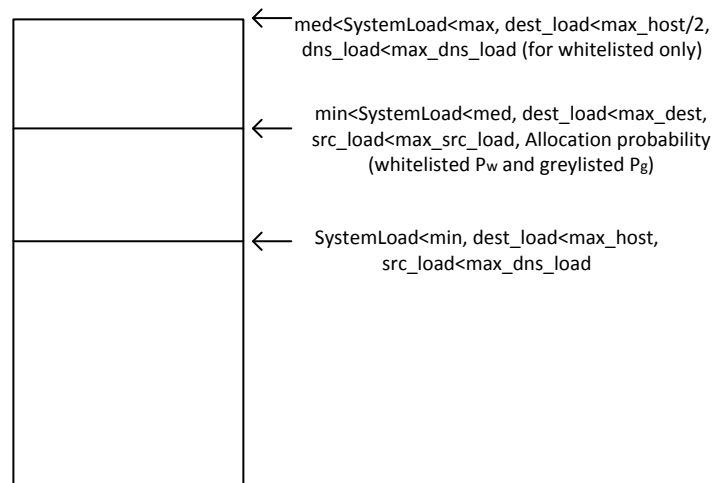 med<SystemLoad<max, dest_load<max_host/2,
dns_load<max_dns_load (for whitelisted only)
min<SystemLoad<med, dest_load<max_dest,
src_load<max_src_load, Allocation probability
(whitelisted Pw and greylisted Pg)
SystemLoad<min, dest_load<max_host,
src_load<max_dns_load